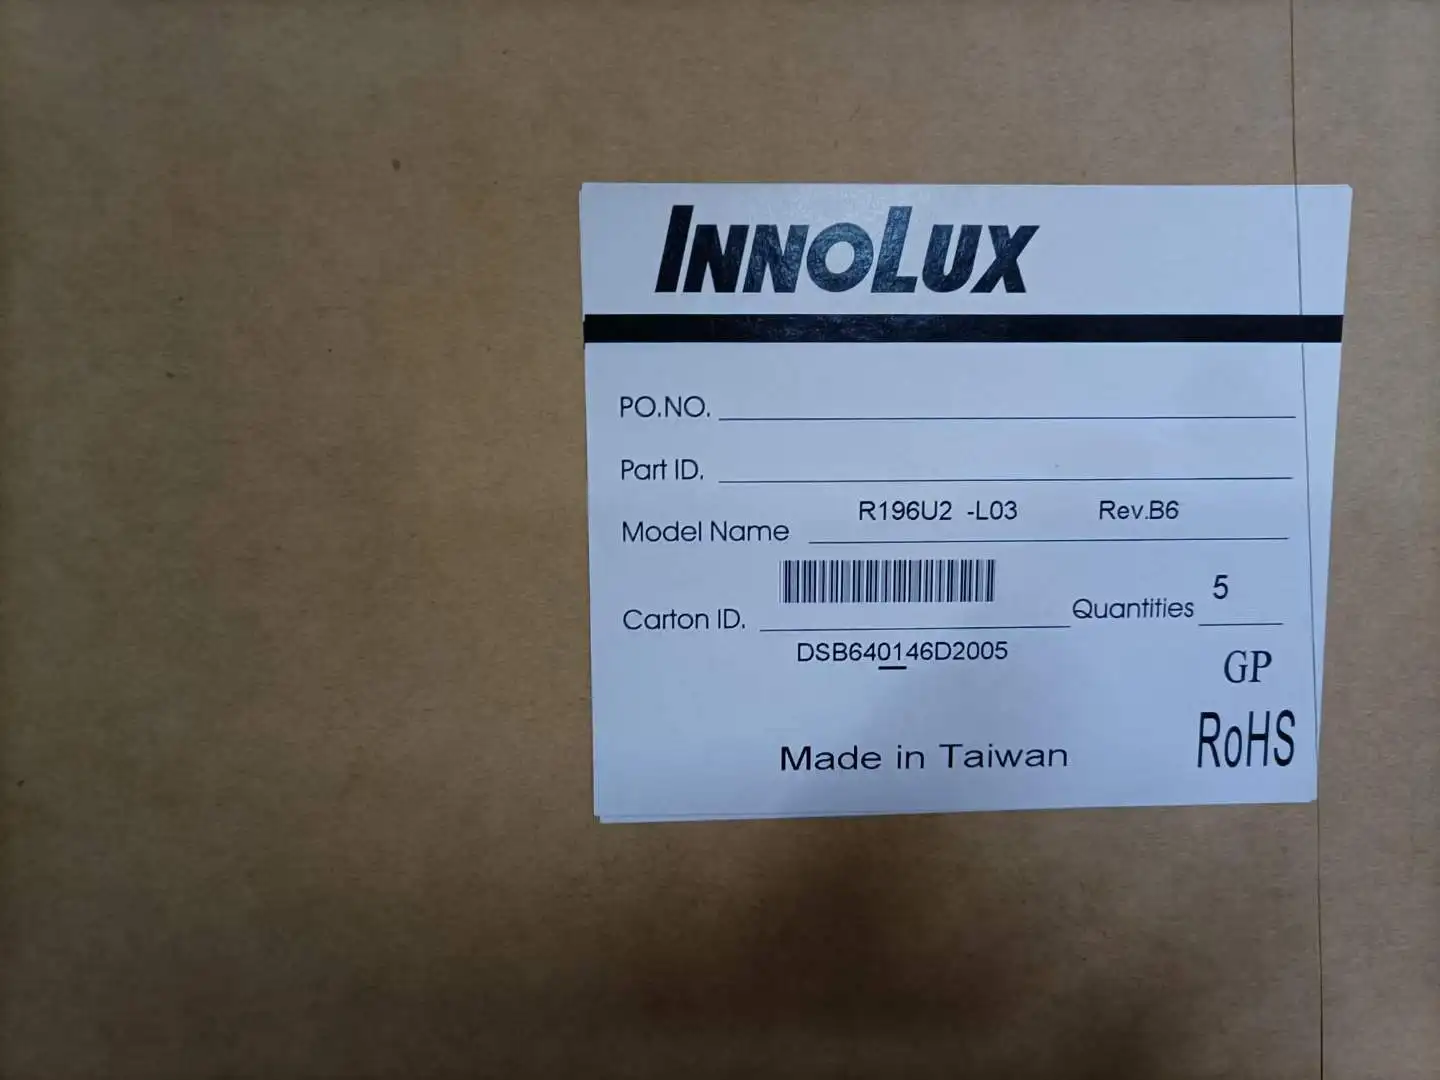 INNOLUX
PO.NO.
Part ID.
Model Name R196U2 -L03 Rev.B6
Carton ID. Quantities 5
DSB640146D2005
GP
RoHS
Made in Taiwan